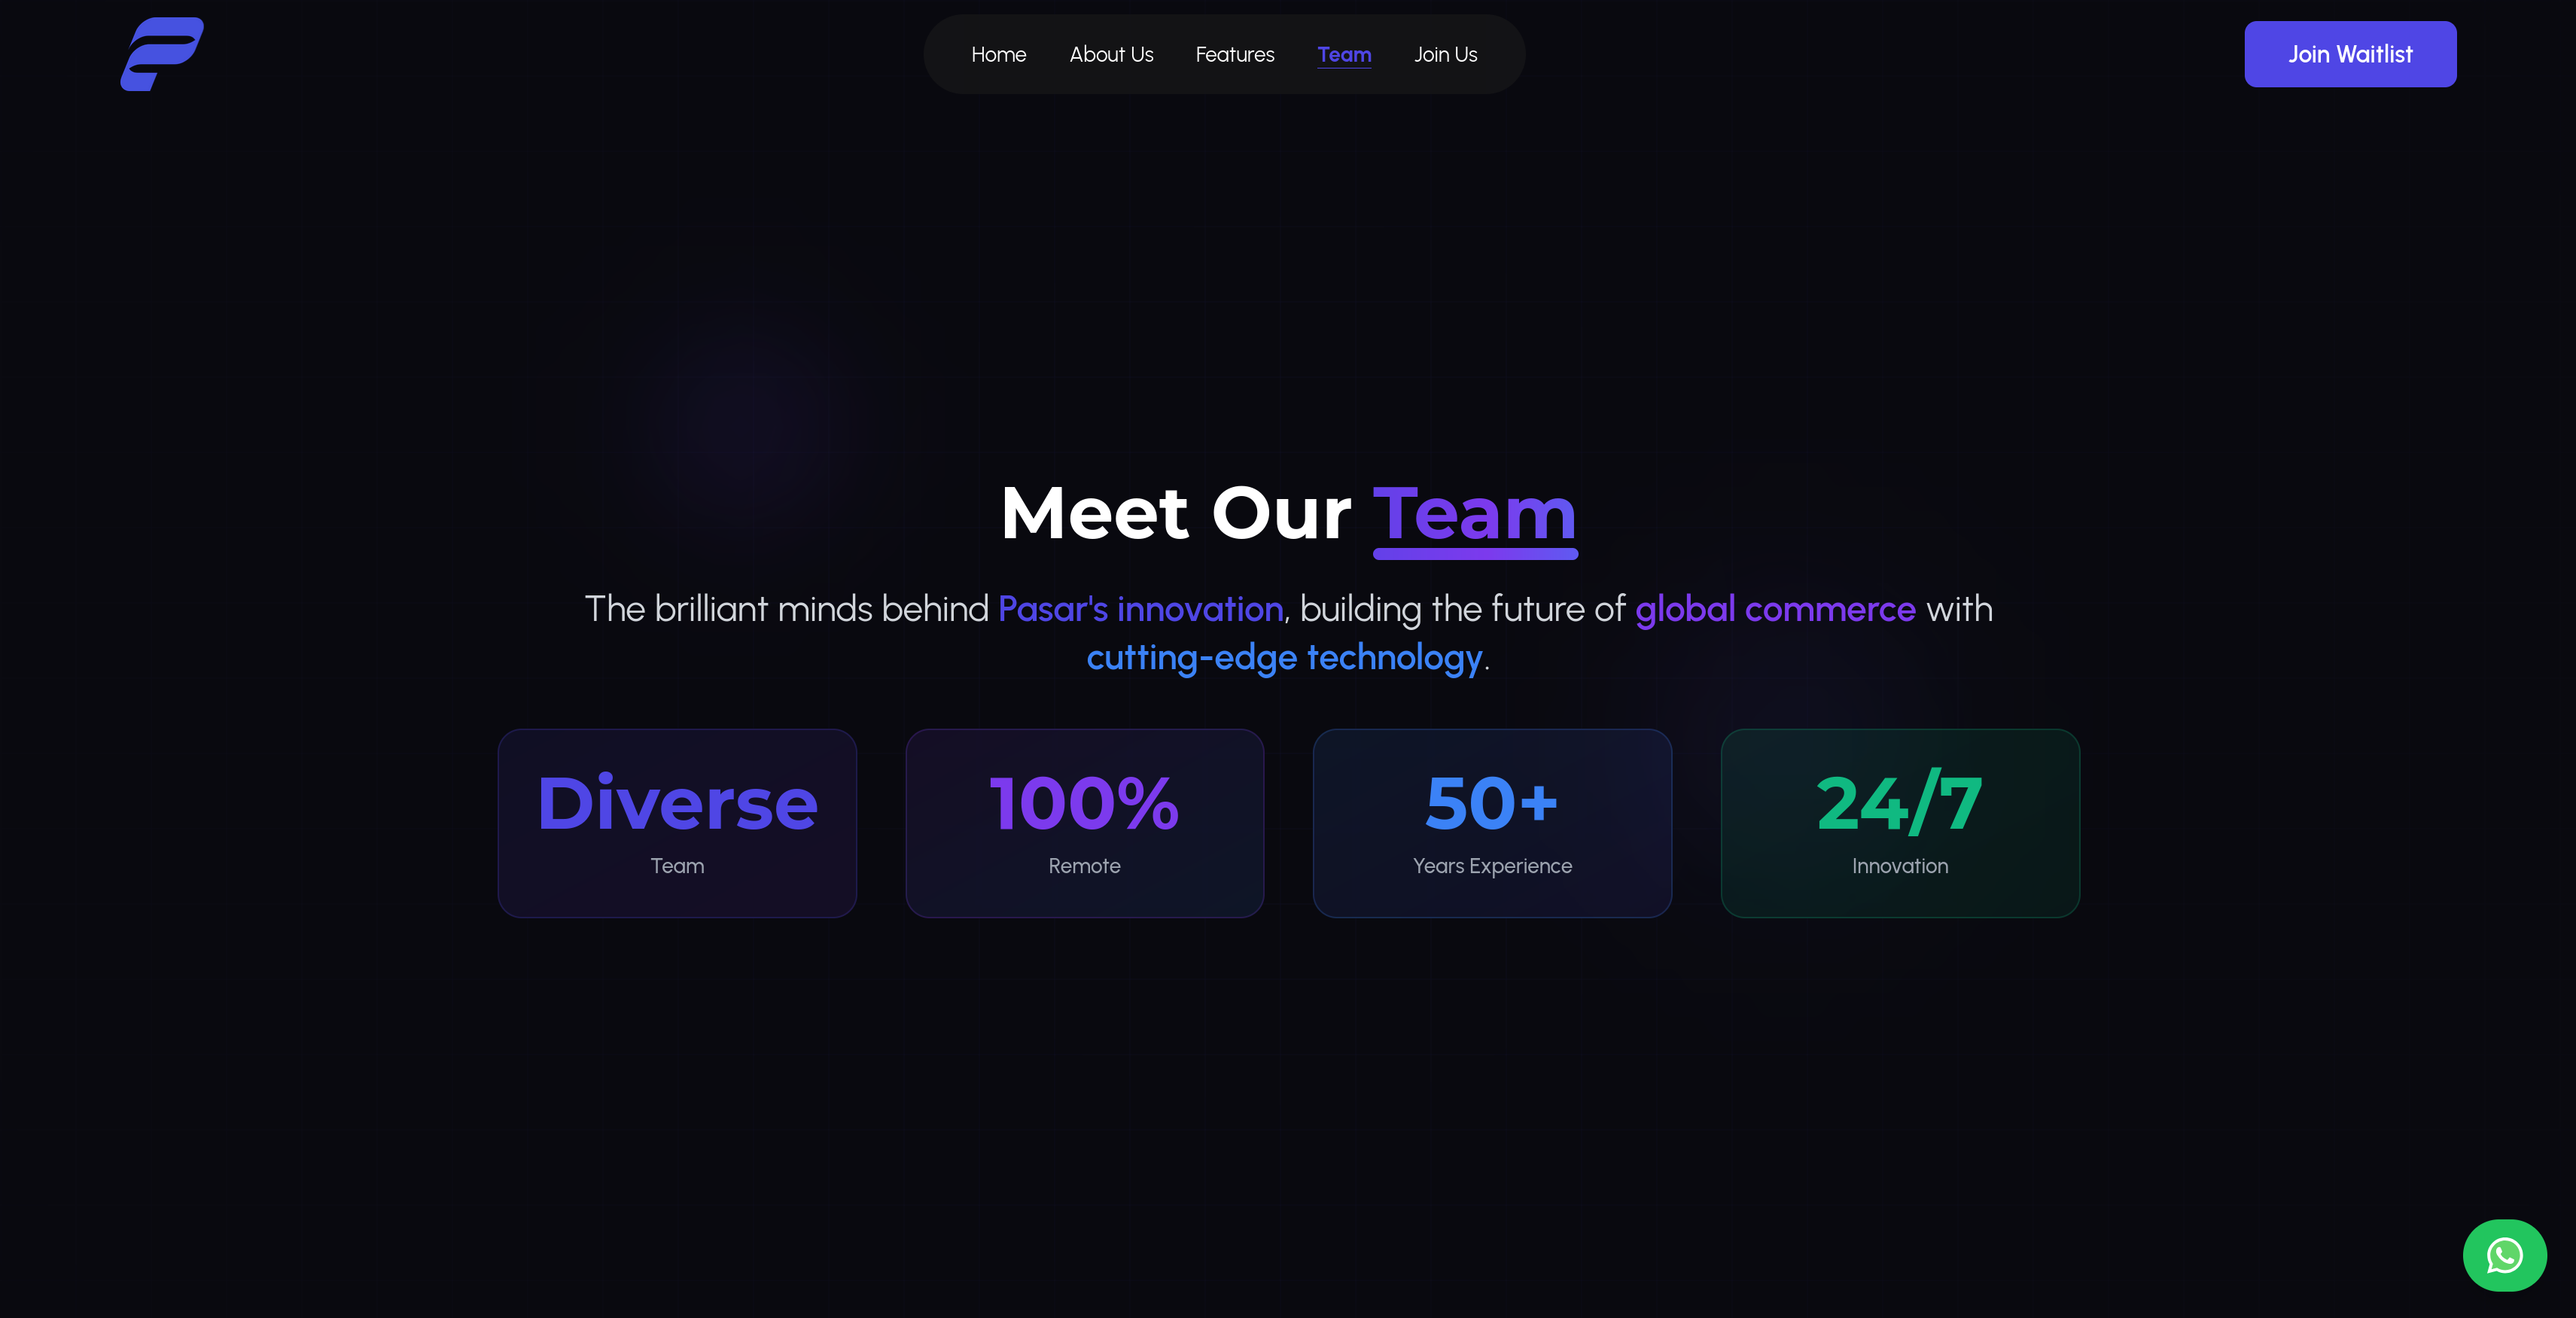 Home About Us Features Team Join Us
Join Waitlist
Meet Our Team
The brilliant minds behind Pasar's innovation, building the future of global commerce with
cutting-edge technology.
Diverse
Team
100%
Remote
50+
Years Experience
24/7
Innovation